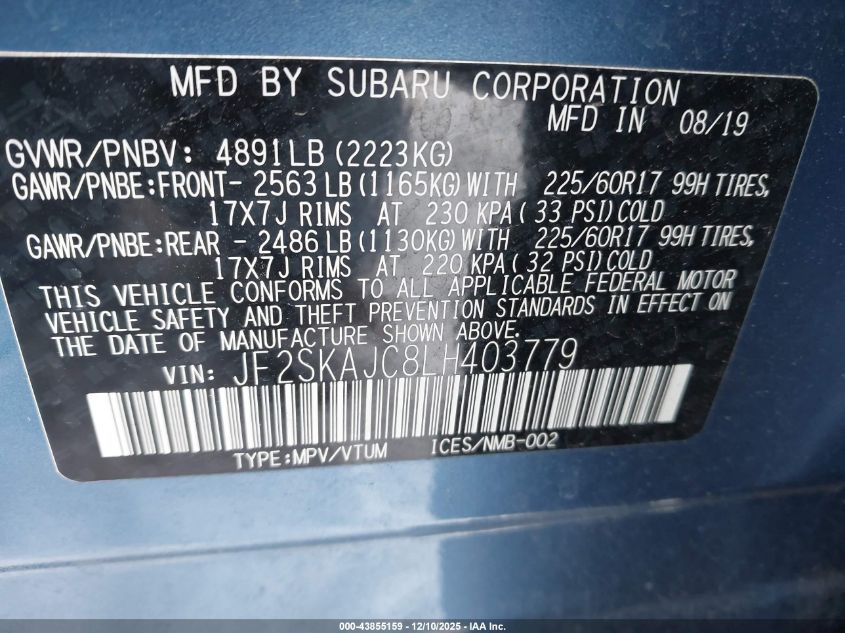 MFD BY SUBARU CORPORATION
MFD IN 08/19
GVWR/PNBV: 4891LB (2223KG)
GAWR/PNBE:FRONT- 2563 LB (1165KG) WITH 225/60R17 99H TIRES,
17X7J RIMS AT 230 KPA (33 PSI) COLD
GAWR/PNBE:REAR - 2486 LB (1130KG) WITH 225/60R17 99H TIRES,
17X7J RIMS AT 220 KPA (32 PSI) COLD
THIS VEHICLE CONFORMS TO ALL APPLICABLE FEDERAL MOTOR
VEHICLE SAFETY AND THEFT PREVENTION STANDARDS IN EFFECT ON
THE DATE OF MANUFACTURE SHOWN ABOVE.
VIN: JF2SKAJC8LH403779
TYPE:MPV/VTUM ICES/NMB-002
000-43855159 - 12/10/2025 - IAA Inc.